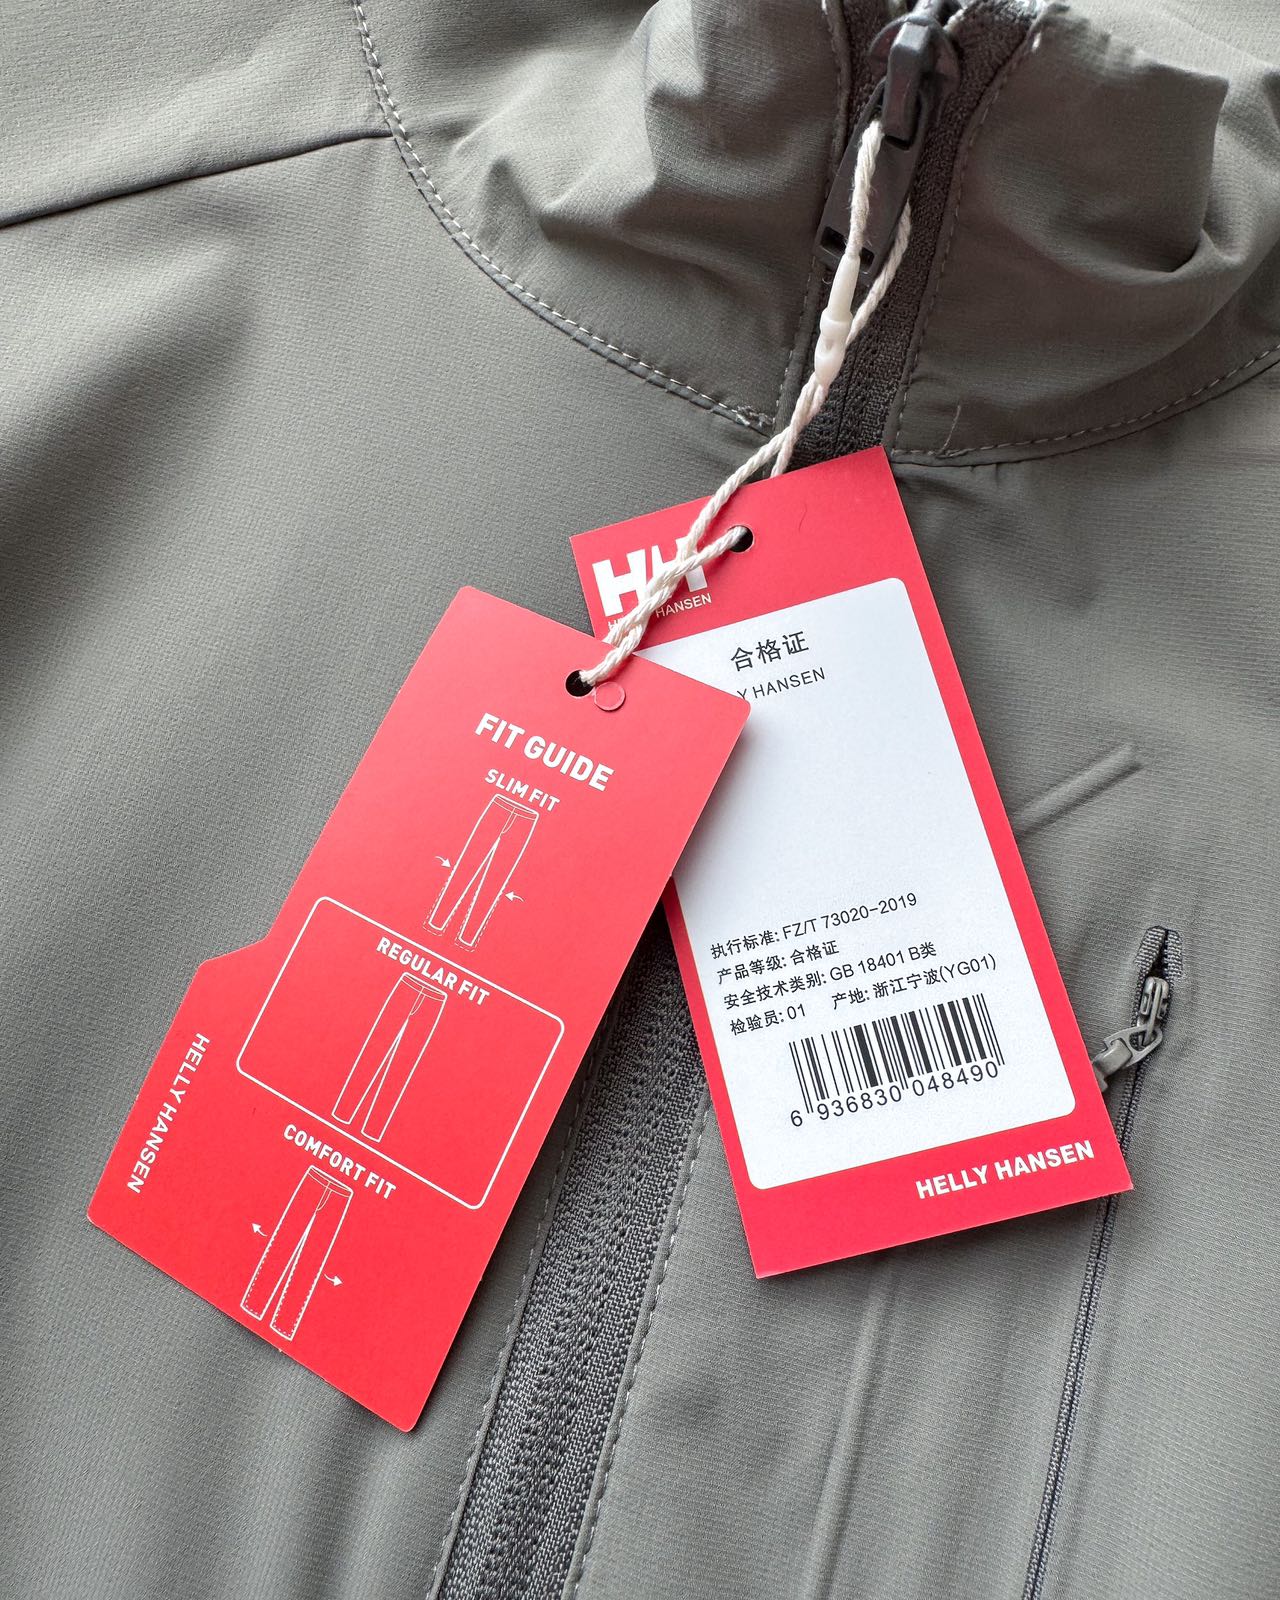 FIT GUIDE
SLIM FIT
REGULAR FIT
COMFORT FIT
HELLY HANSEN
HH
HANSEN
合格证
Y HANSEN
执行标准: FZ/T 73020-2019
产品等级: 合格证
安全技术类别: GB 18401 B类
检验员: 01 产地: 浙江宁波(YG01)
6 936830 048490
HELLY HANSEN